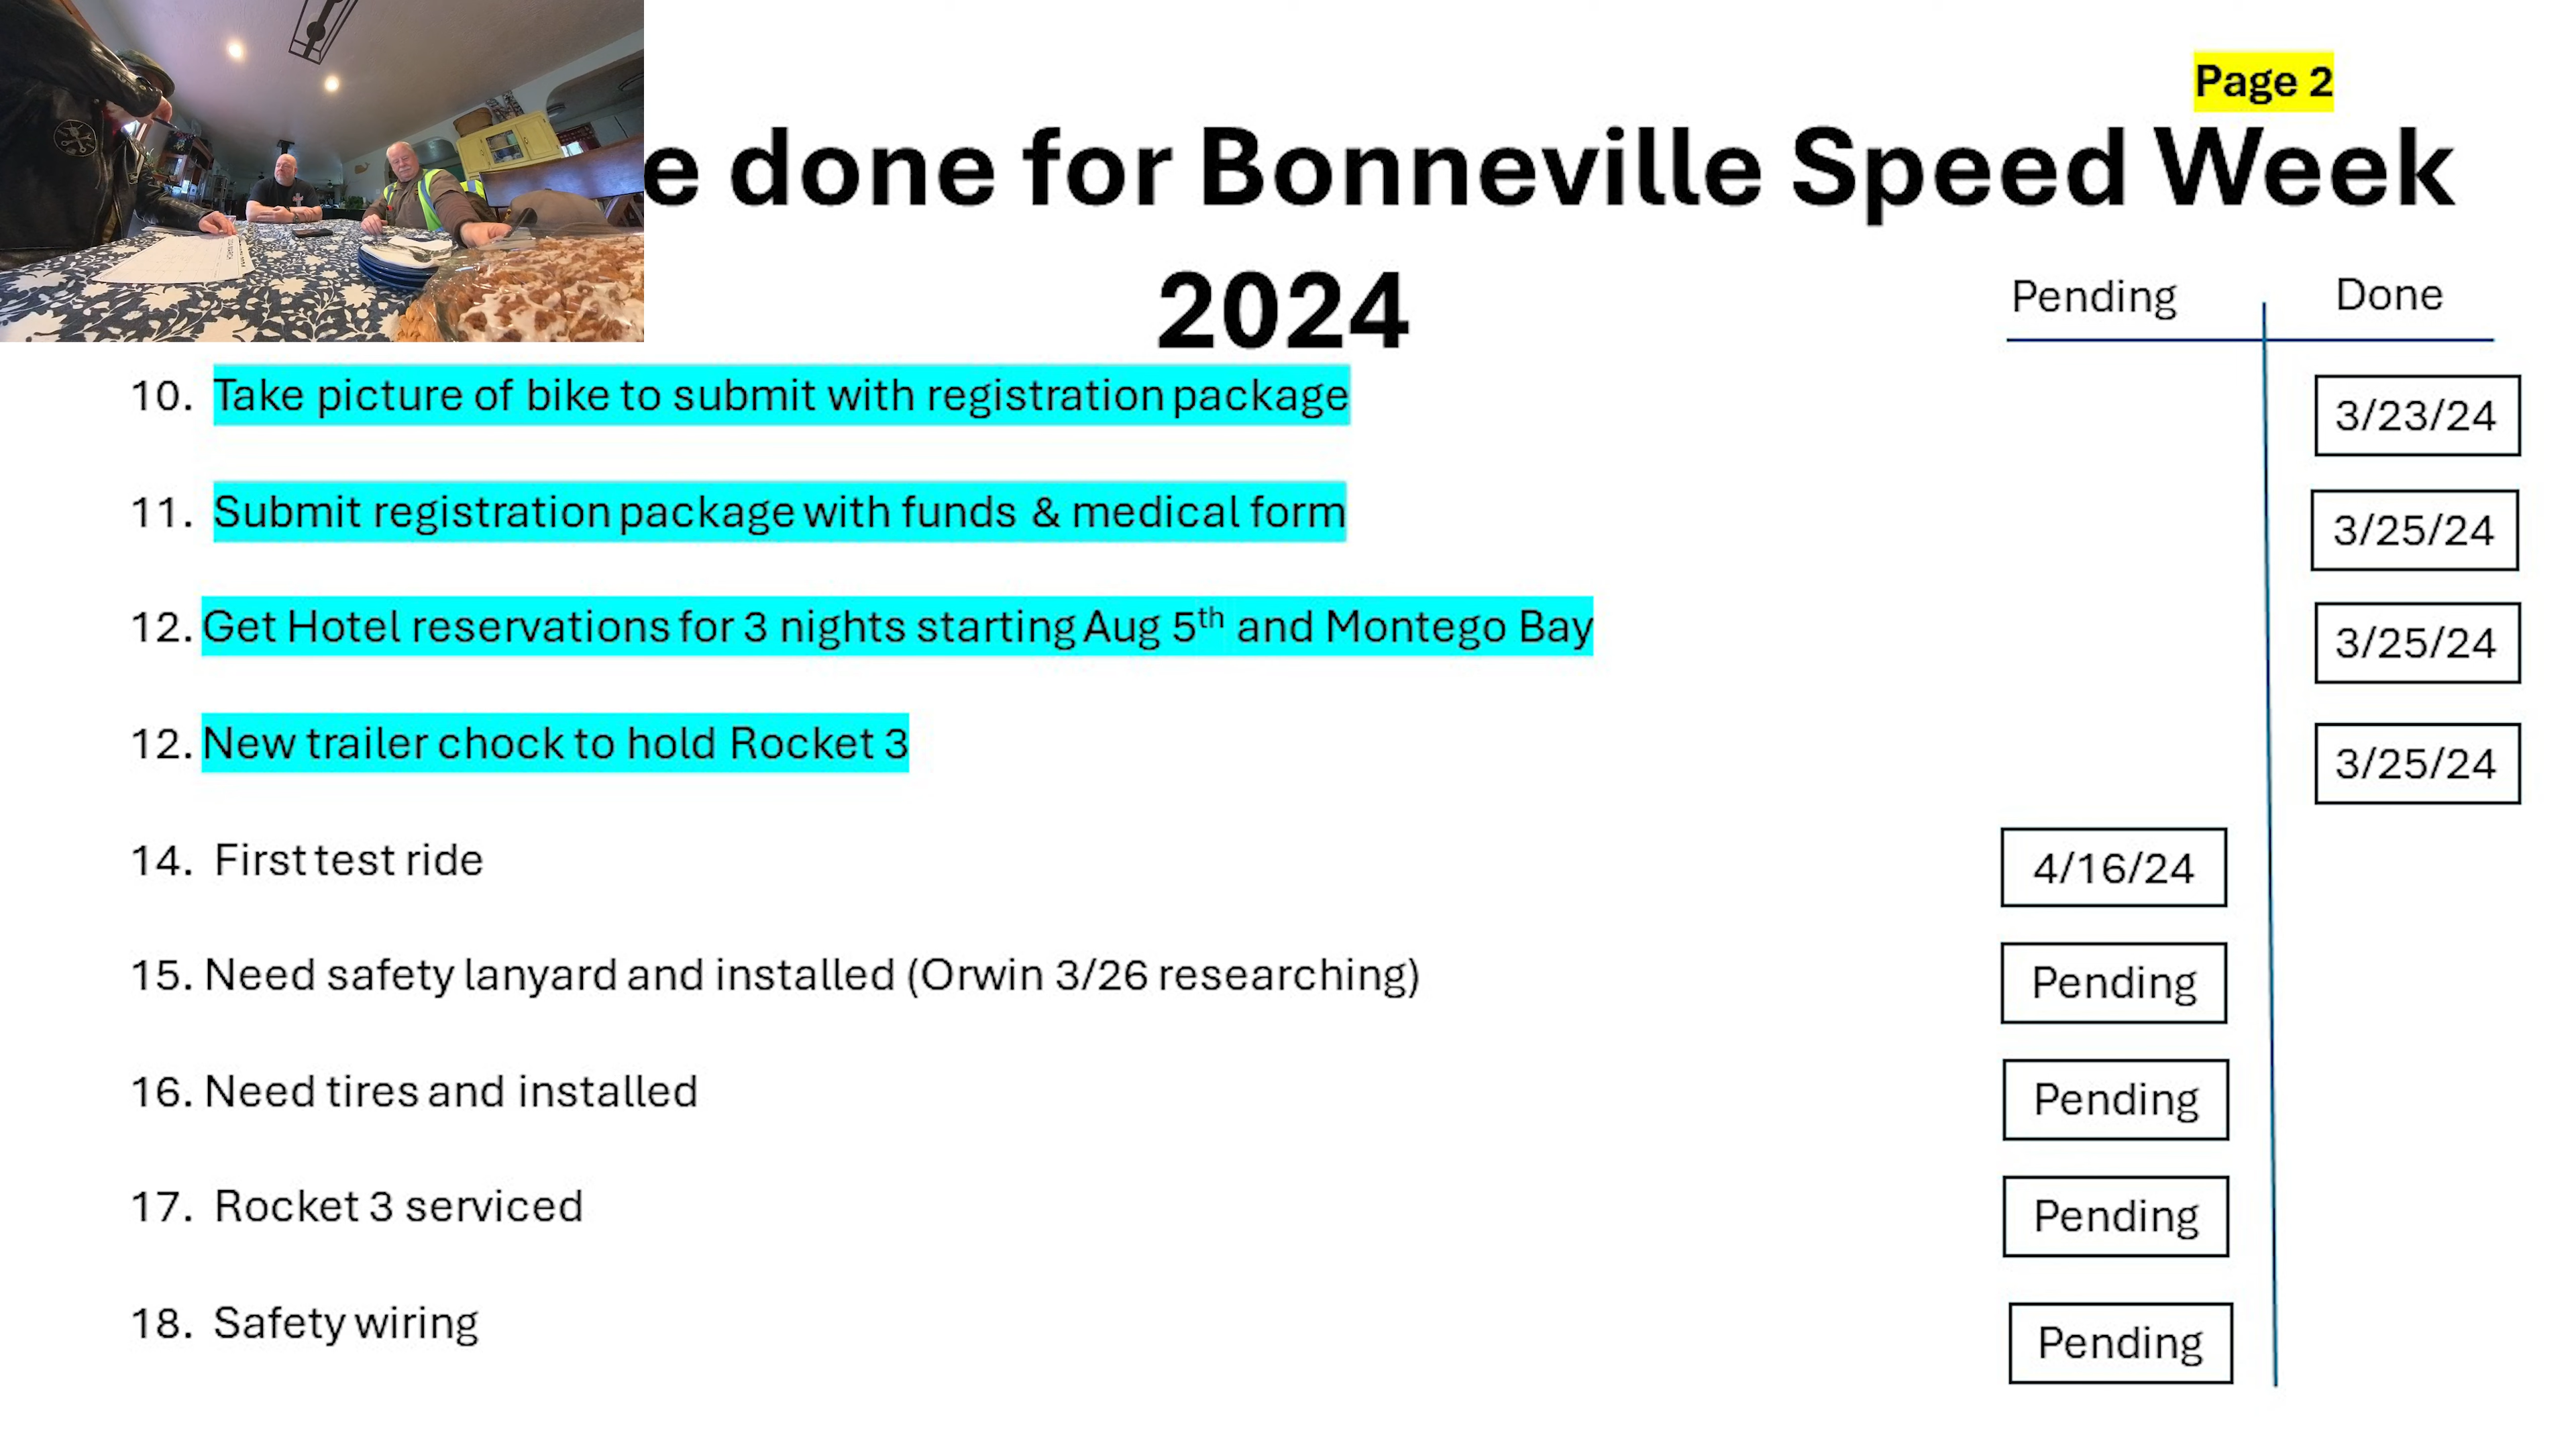 Page 2
e done for Bonneville Speed Week
2024
Pending Done
10. Take picture of bike to submit with registration package 3/23/24
11. Submit registration package with funds & medical form 3/25/24
12. Get Hotel reservations for 3 nights starting Aug 5th and Montego Bay 3/25/24
12. New trailer chock to hold Rocket 3 3/25/24
14. First test ride 4/16/24
15. Need safety lanyard and installed (Orwin 3/26 researching) Pending
16. Need tires and installed Pending
17. Rocket 3 serviced Pending
18. Safety wiring Pending